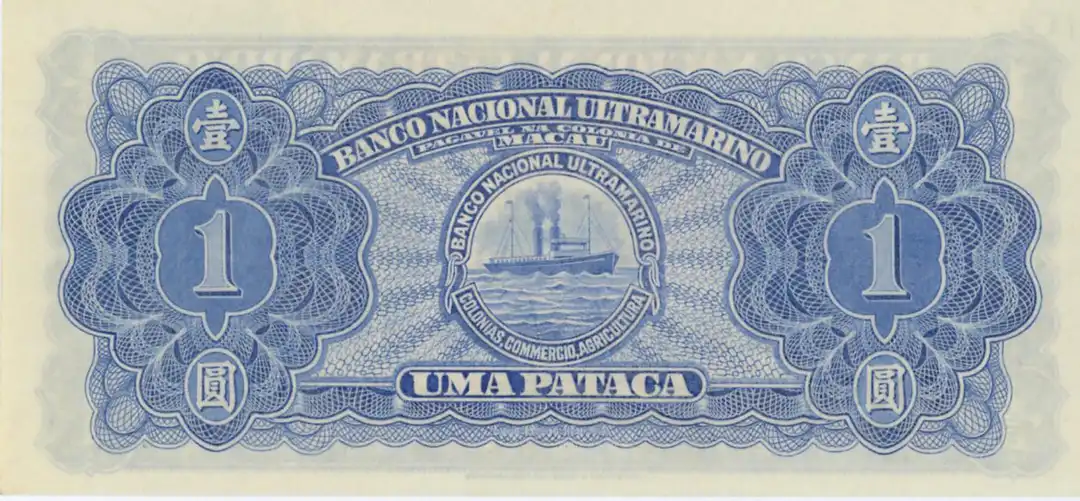 BANCO NACIONAL ULTRAMARINO
PAGAVEL NA COLONIA DE
MACAU
BANCO NACIONAL ULTRAMARINO
COLONIAS, COMMERCIO, AGRICULTURA
壹
壹
1
1
圓
圓
UMA PATACA